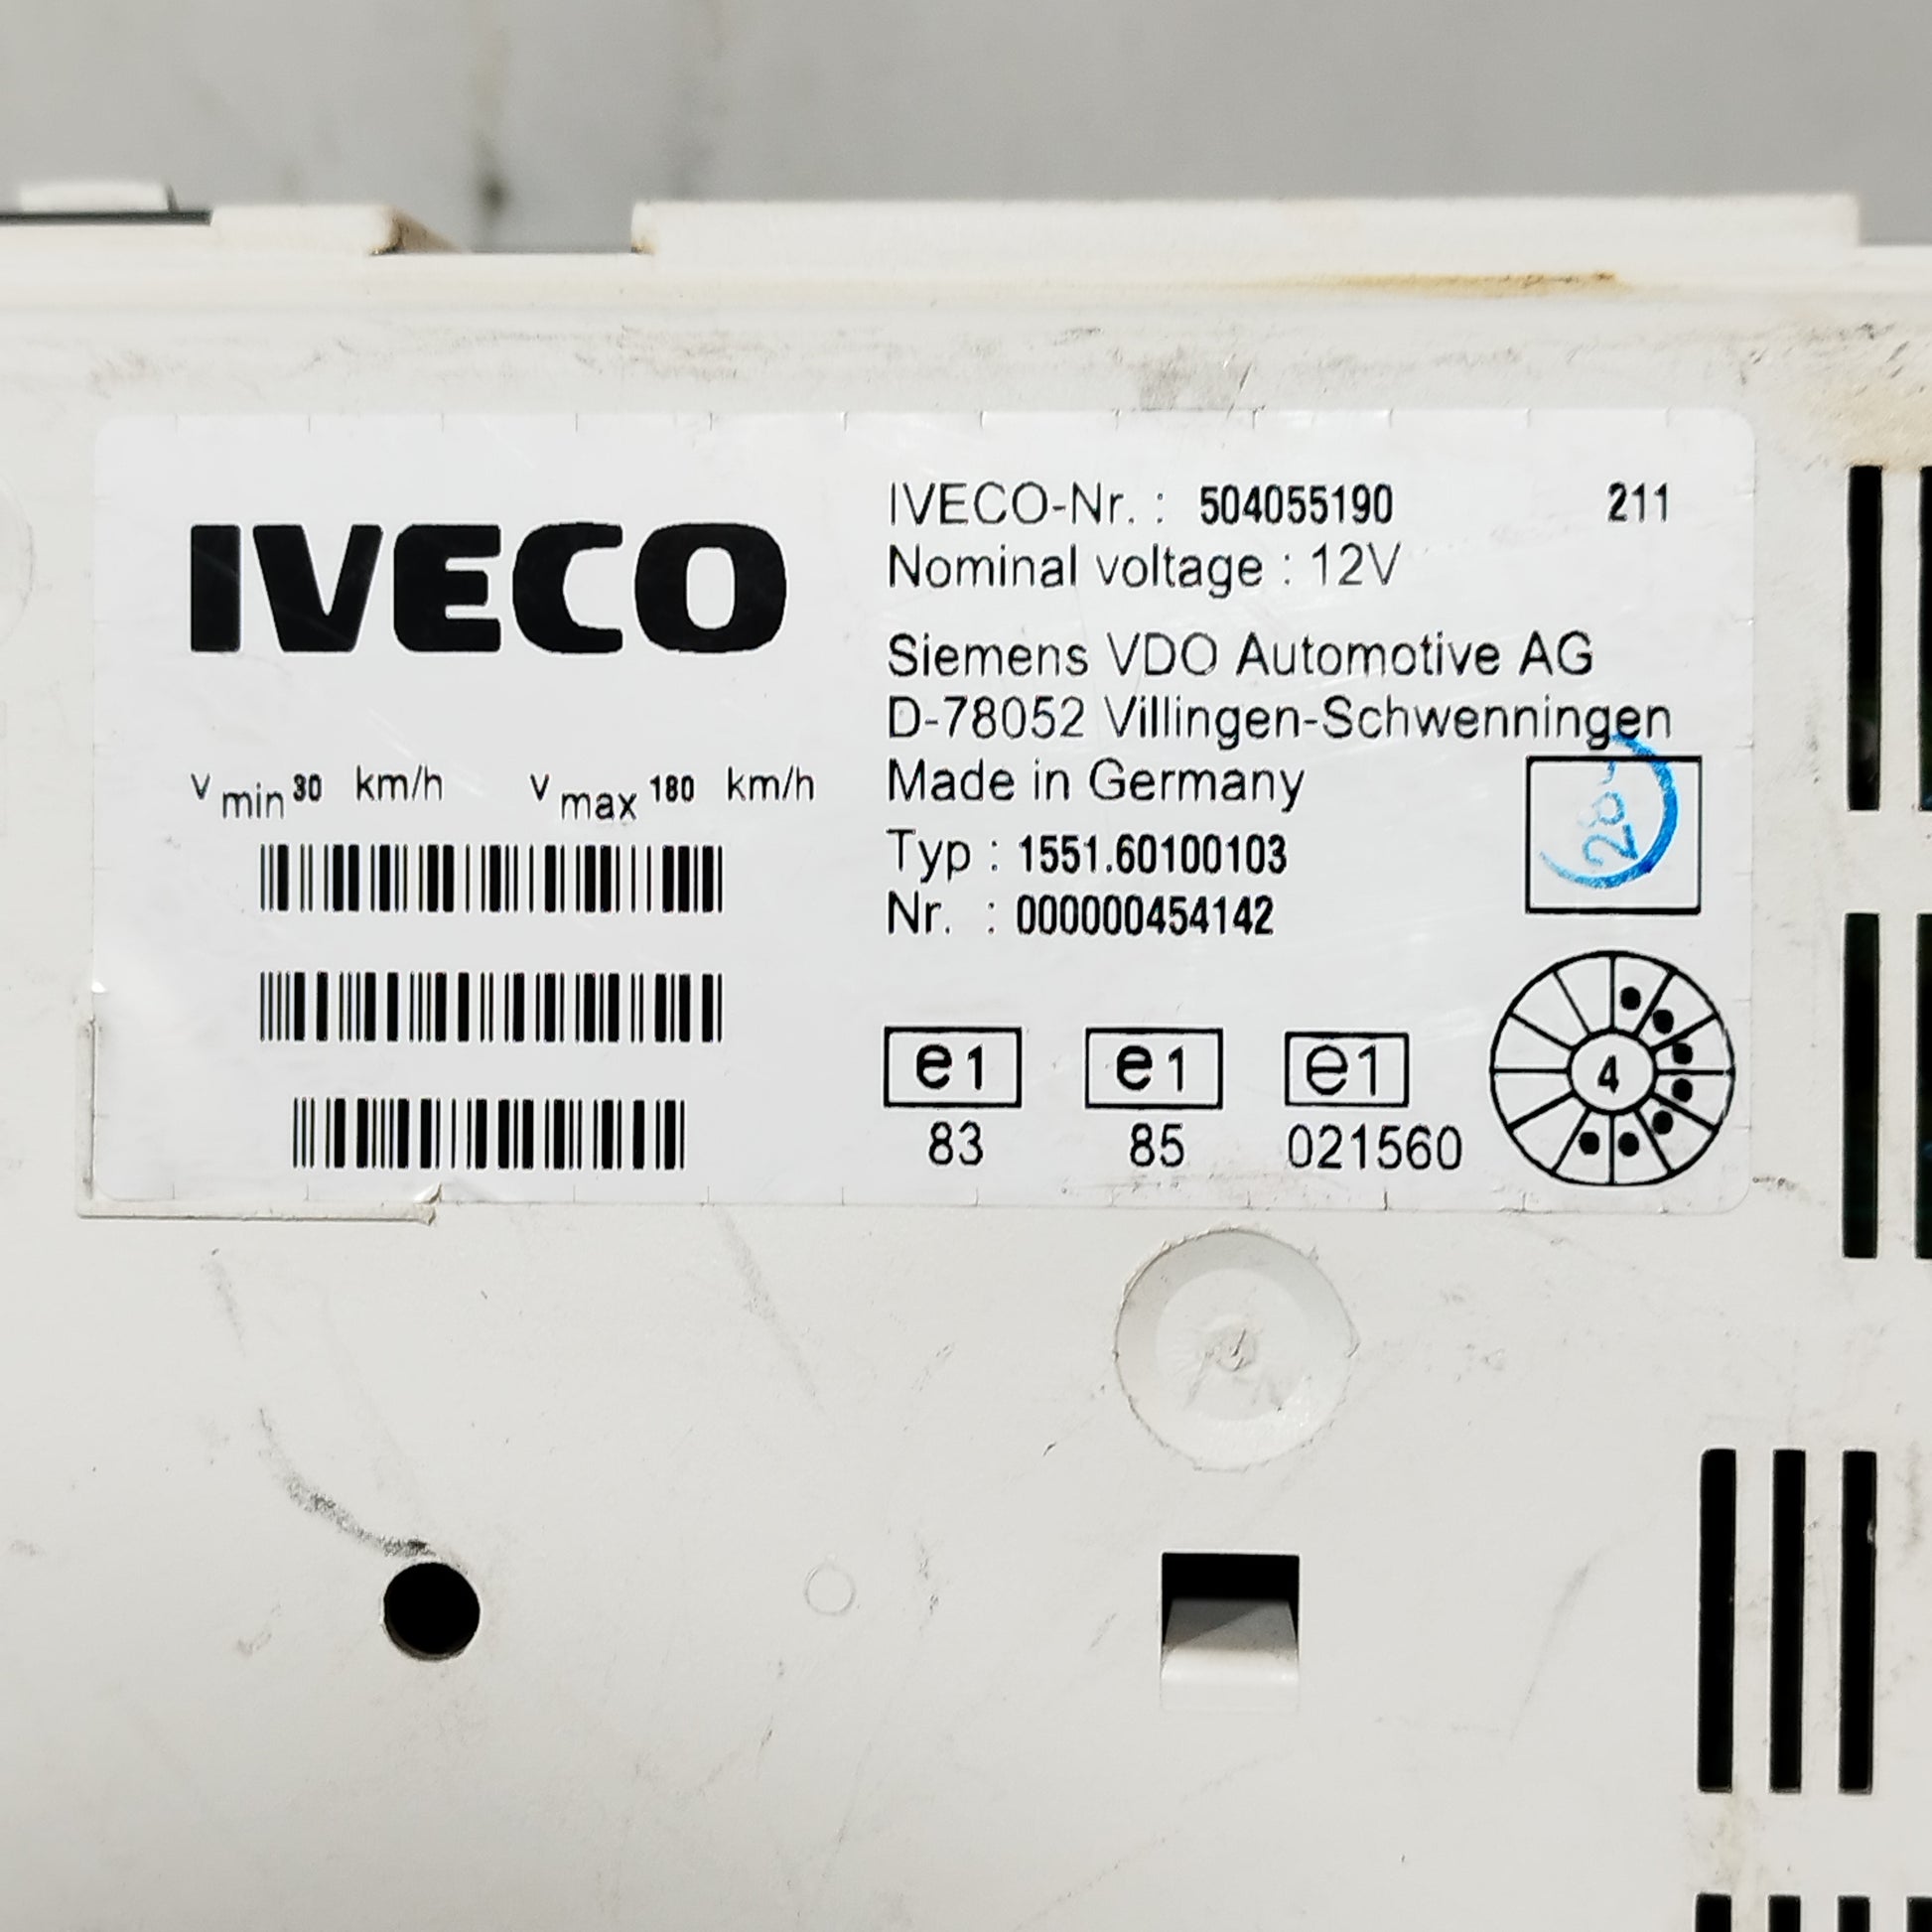 IVECO
IVECO-Nr. : 504055190 211
Nominal voltage : 12V
Siemens VDO Automotive AG
D-78052 Villingen-Schwenningen
Made in Germany
Typ : 1551.60100103
Nr. : 000000454142
v min 30 km/h v max 180 km/h
e1 e1 e1
83 85 021560
4